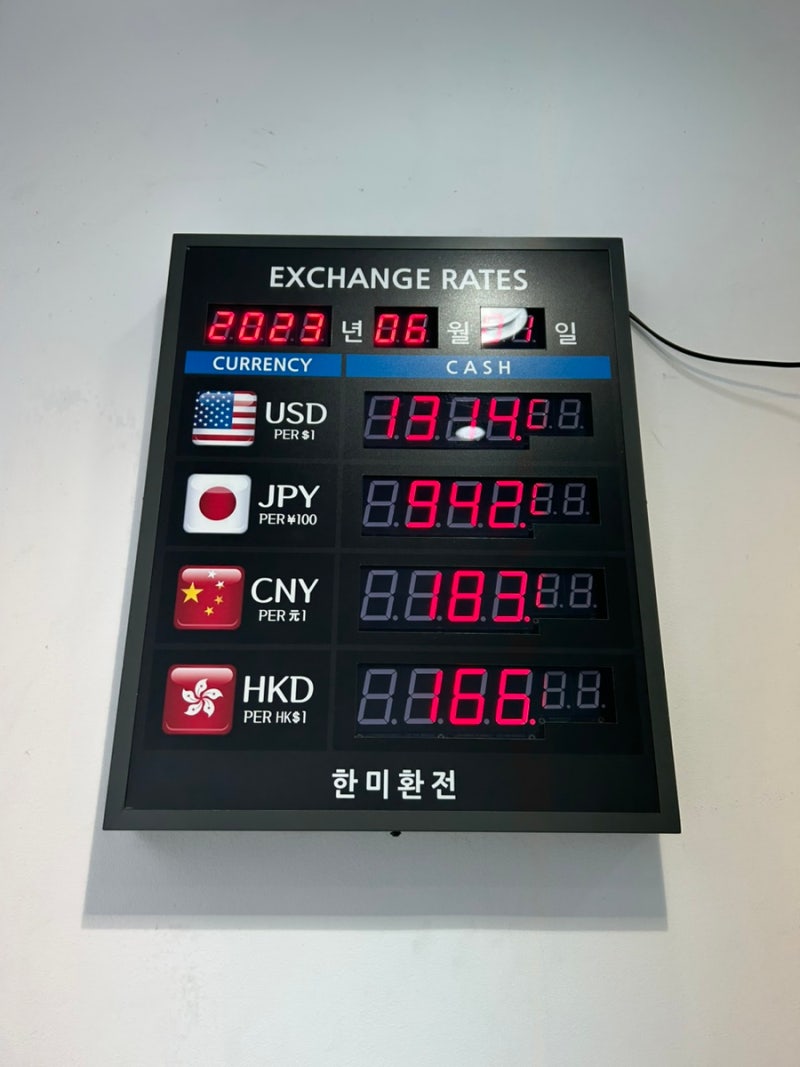 EXCHANGE RATES
2023 년 06 월 일
CURRENCY CASH
USD 1314.
PER $1
JPY 942.
PER ¥100
CNY 183.
PER 元1
HKD 166.
PER HK$1
한미환전